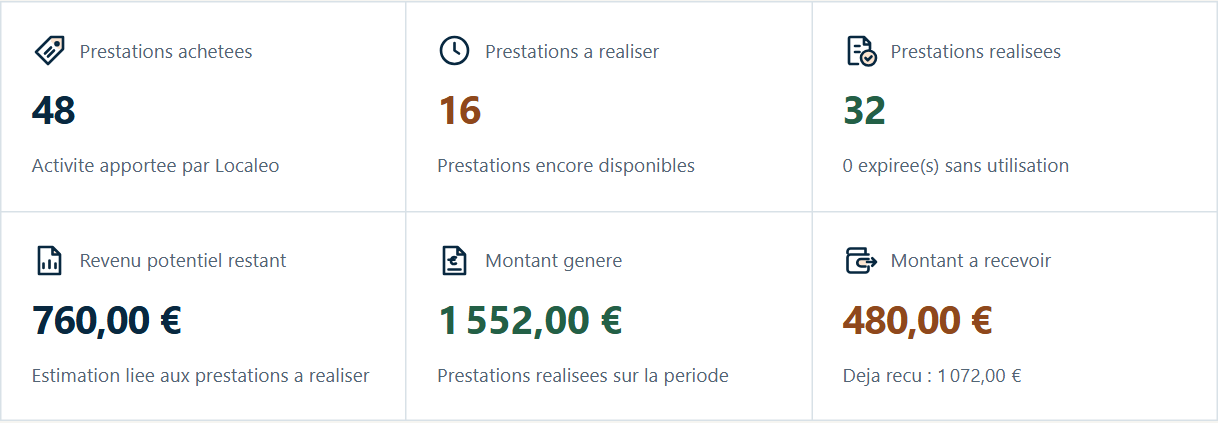 Prestations achetees
48
Activite apportee par Localeo
Prestations a realiser
16
Prestations encore disponibles
Prestations realisees
32
0 expiree(s) sans utilisation
Revenu potentiel restant
760,00 €
Estimation liee aux prestations a realiser
Montant genere
1 552,00 €
Prestations realisees sur la periode
Montant a recevoir
480,00 €
Deja recu : 1 072,00 €